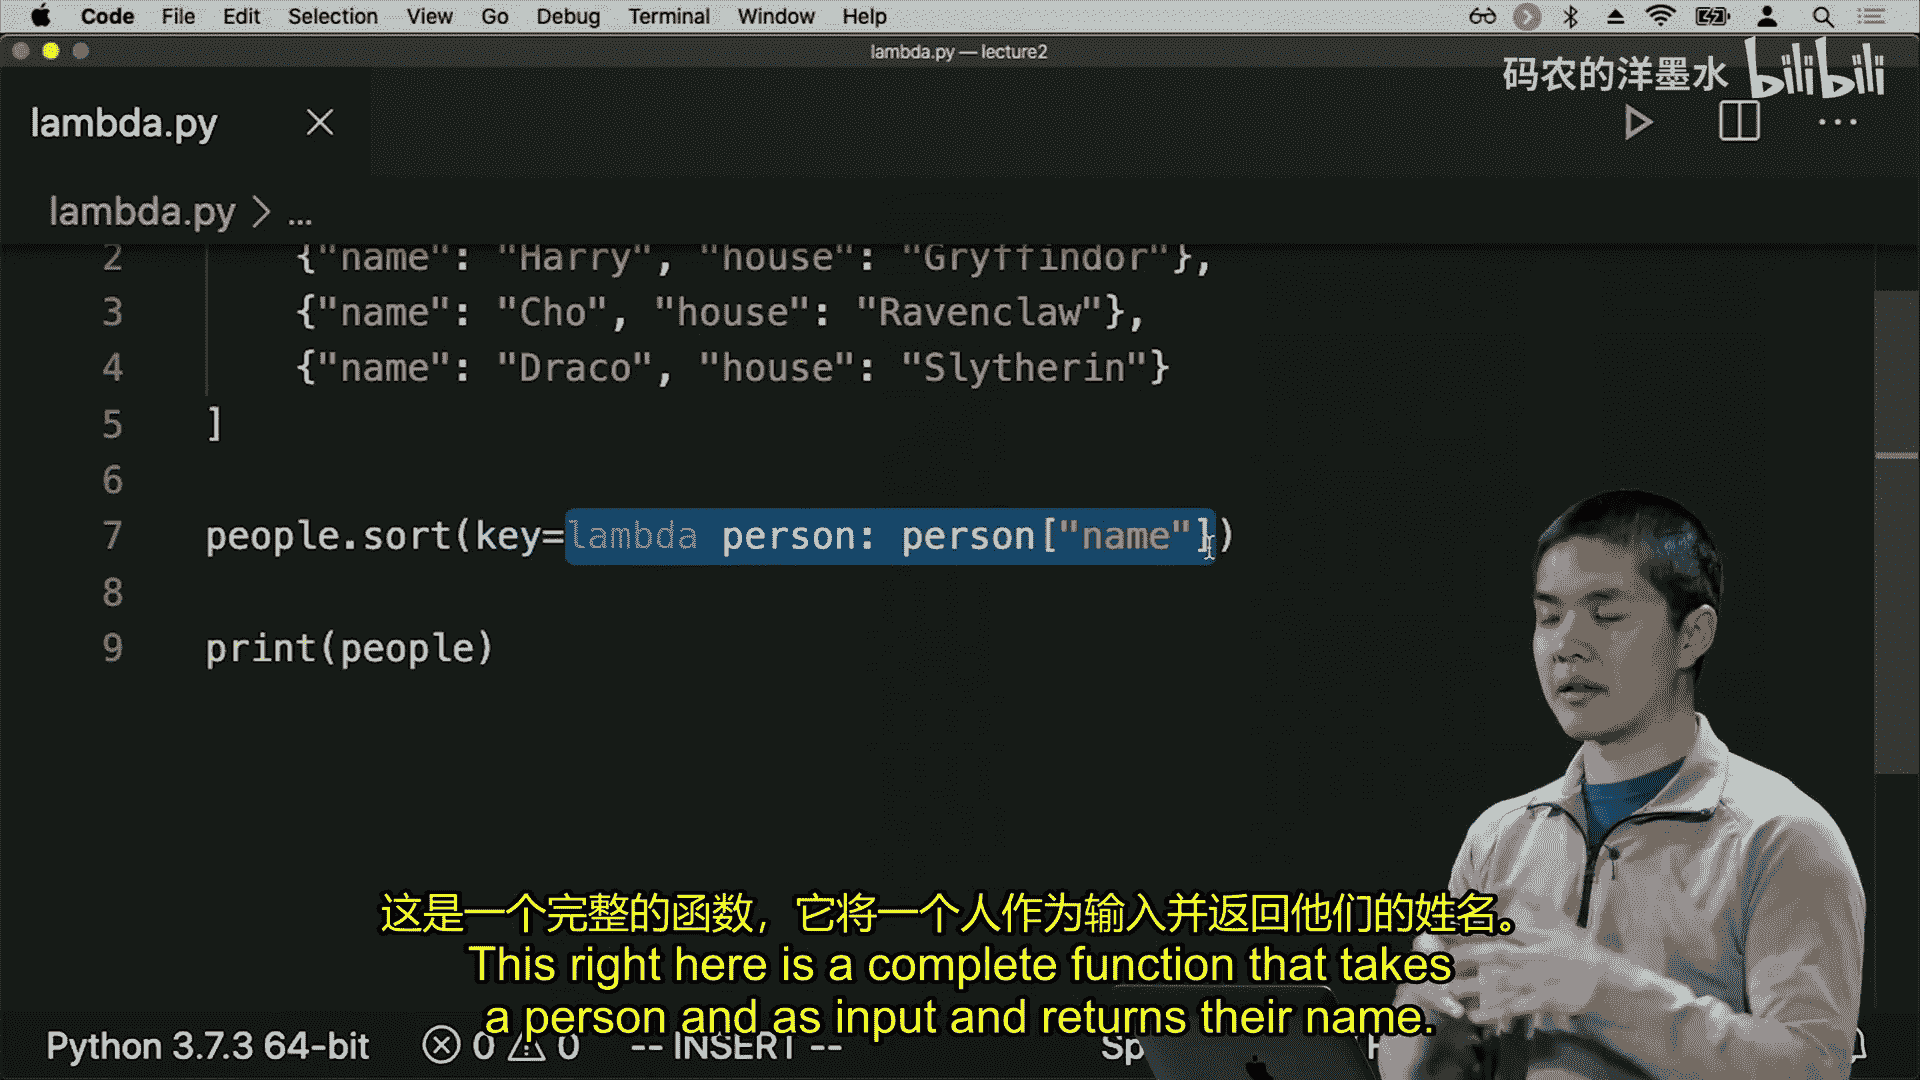 Code File Edit Selection View Go Debug Terminal Window Help
lambda.py — lecture2
码农的洋墨水 bilibili
lambda.py
lambda.py > ...
2 {"name": "Harry", "house": "Gryffindor"},
3 {"name": "Cho", "house": "Ravenclaw"},
4 {"name": "Draco", "house": "Slytherin"}
5 ]
6
7 people.sort(key=lambda person: person["name"])
8
9 print(people)
这是一个完整的函数，它将一个人作为输入并返回他们的姓名。
This right here is a complete function that takes
a person and as input and returns their name.
Python 3.7.3 64-bit 0 0 -- INSERT --